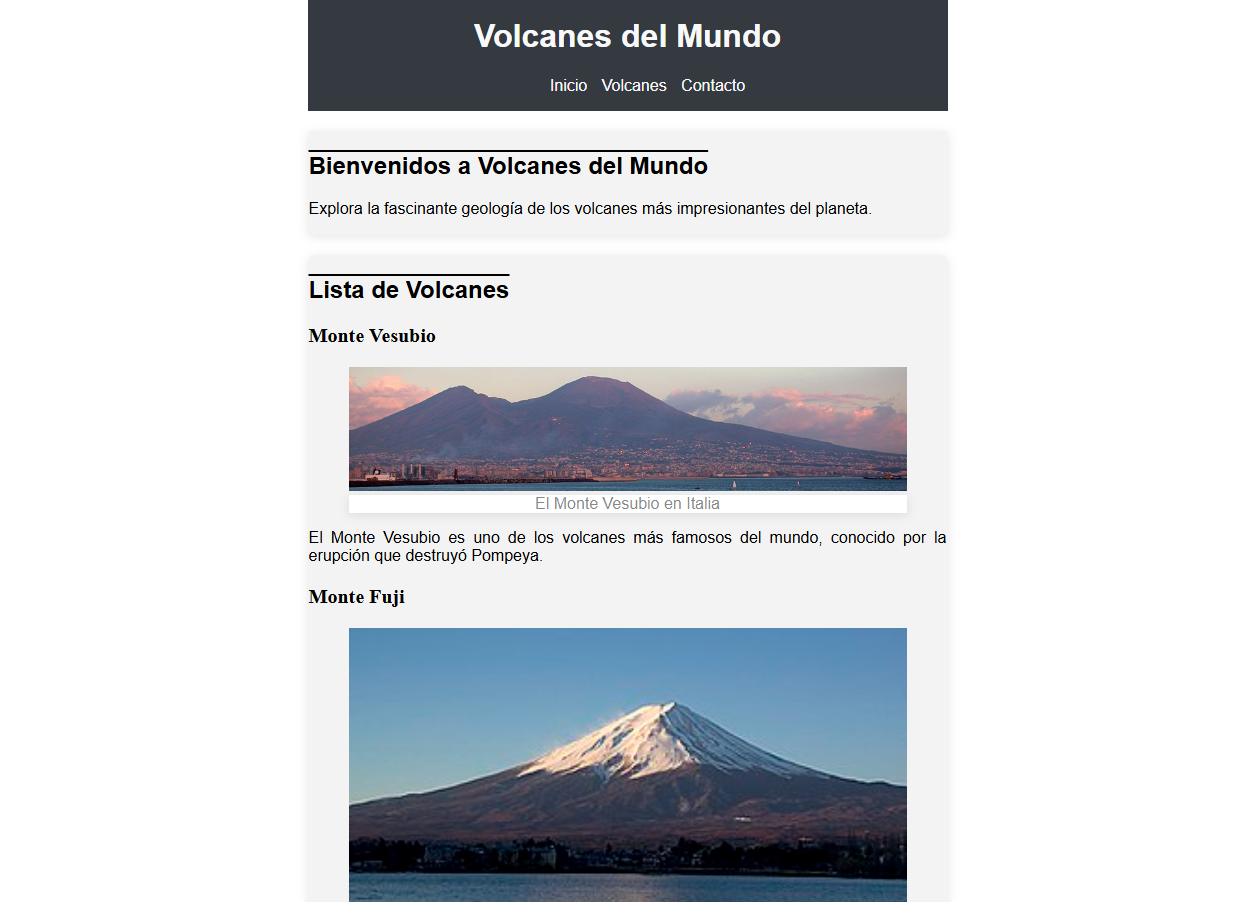 Volcanes del Mundo
Inicio Volcanes Contacto
Bienvenidos a Volcanes del Mundo
Explora la fascinante geología de los volcanes más impresionantes del planeta.
Lista de Volcanes
Monte Vesubio
El Monte Vesubio en Italia
El Monte Vesubio es uno de los volcanes más famosos del mundo, conocido por la
erupción que destruyó Pompeya.
Monte Fuji